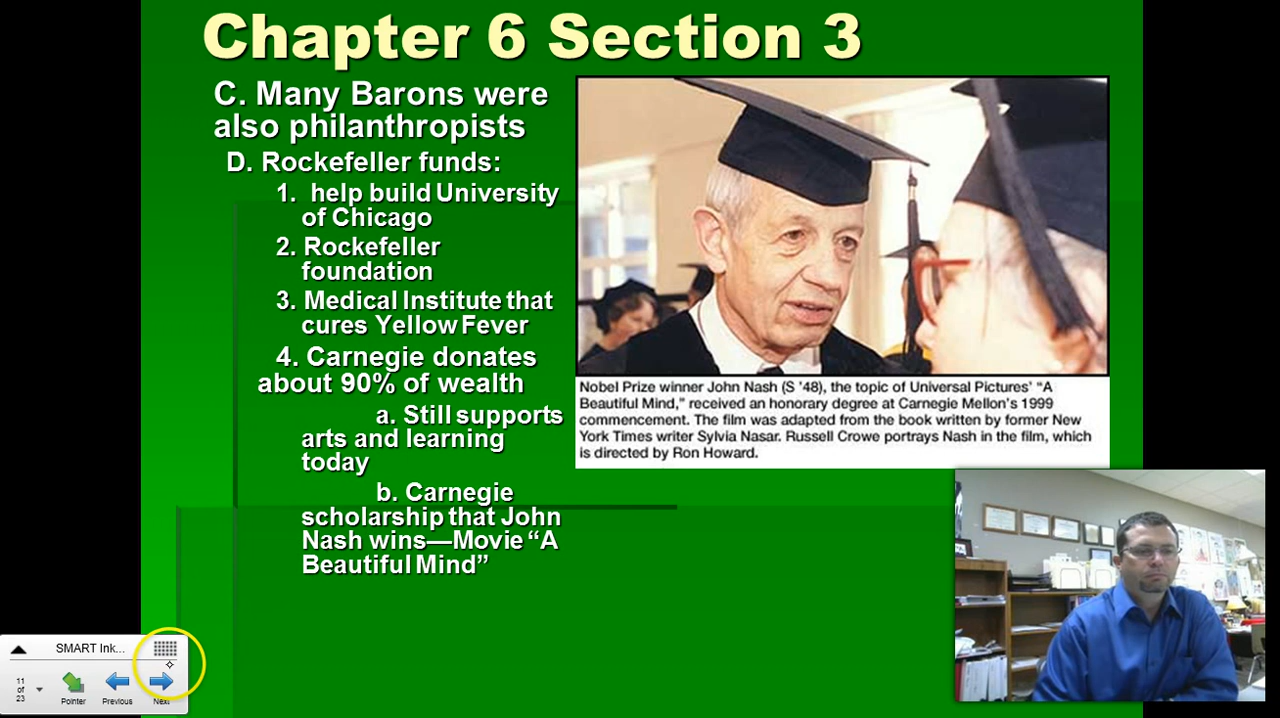 Chapter 6 Section 3
C. Many Barons were
also philanthropists
D. Rockefeller funds:
1. help build University
of Chicago
2. Rockefeller
foundation
3. Medical Institute that
cures Yellow Fever
4. Carnegie donates
about 90% of wealth
a. Still supports
arts and learning
today
b. Carnegie
scholarship that John
Nash wins—Movie “A
Beautiful Mind”
Nobel Prize winner John Nash (S '48), the topic of Universal Pictures' “A
Beautiful Mind,” received an honorary degree at Carnegie Mellon's 1999
commencement. The film was adapted from the book written by former New
York Times writer Sylvia Nasar. Russell Crowe portrays Nash in the film, which
is directed by Ron Howard.
SMART Ink...
11
of
23
Pointer
Previous
Next